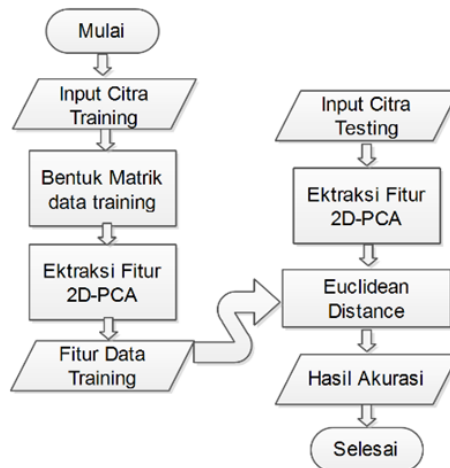 Mulai
Input Citra
Training
Bentuk Matrik
data training
Ektraksi Fitur
2D-PCA
Fitur Data
Training
Input Citra
Testing
Ektraksi Fitur
2D-PCA
Euclidean
Distance
Hasil Akurasi
Selesai